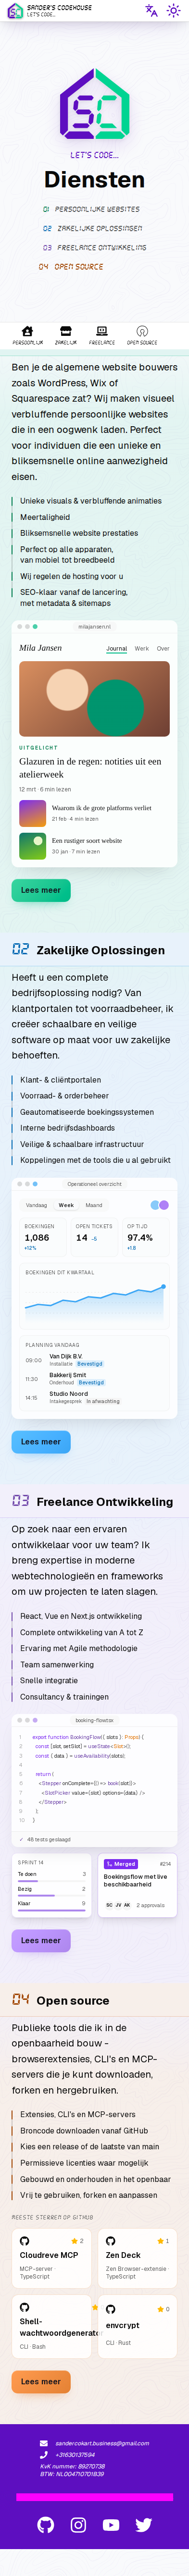 SANDER'S CODEHOUSE
LET'S CODE...
LET'S CODE...
Diensten
01 PERSOONLIJKE WEBSITES
02 ZAKELIJKE OPLOSSINGEN
03 FREELANCE ONTWIKKELING
04 OPEN SOURCE
PERSOONLIJK ZAKELIJK FREELANCE OPEN SOURCE
Ben je de algemene website bouwers
zoals WordPress, Wix of
Squarespace zat? Wij maken visueel
verbluffende persoonlijke websites
die in een oogwenk laden. Perfect
voor individuen die een unieke en
bliksemsnelle online aanwezigheid
eisen.
Unieke visuals & verbluffende animaties
Meertaligheid
Bliksemsnelle website prestaties
Perfect op alle apparaten,
van mobiel tot breedbeeld
Wij regelen de hosting voor u
SEO-klaar vanaf de lancering,
met metadata & sitemaps
milajansen.nl
Mila Jansen Journal Werk Over
UITGELICHT
Glazuren in de regen: notities uit een
atelierweek
12 mrt · 6 min lezen
Waarom ik de grote platforms verliet
21 feb · 4 min lezen
Een rustiger soort website
30 jan · 7 min lezen
Lees meer
02 Zakelijke Oplossingen
Heeft u een complete
bedrijfsoplossing nodig? Van
klantportalen tot voorraadbeheer, ik
creëer schaalbare en veilige
software op maat voor uw zakelijke
behoeften.
Klant- & cliëntportalen
Voorraad- & orderbeheer
Geautomatiseerde boekingssystemen
Interne bedrijfsdashboards
Veilige & schaalbare infrastructuur
Koppelingen met de tools die u al gebruikt
Operationeel overzicht
Vandaag Week Maand
BOEKINGEN OPEN TICKETS OP TIJD
1,086 14 -5 97.4%
+12% +1.8
BOEKINGEN DIT KWARTAAL
PLANNING VANDAAG
09:00 Van Dijk B.V.
Installatie Bevestigd
11:30 Bakkerij Smit
Onderhoud Bevestigd
14:15 Studio Noord
Intakegesprek In afwachting
Lees meer
03 Freelance Ontwikkeling
Op zoek naar een ervaren
ontwikkelaar voor uw team? Ik
breng expertise in moderne
webtechnologieën en frameworks
om uw projecten te laten slagen.
React, Vue en Next.js ontwikkeling
Complete ontwikkeling van A tot Z
Ervaring met Agile methodologie
Team samenwerking
Snelle integratie
Consultancy & trainingen
booking-flow.tsx
1 export function BookingFlow({ slots }: Props) {
2 const [slot, setSlot] = useState<Slot>();
3 const { data } = useAvailability(slots);
4
5 return (
6 <Stepper onComplete={() => book(slot)}>
7 <SlotPicker value={slot} options={data} />
8 </Stepper>
9 );
10 }
✓ 48 tests geslaagd
SPRINT 14
Te doen 3
Bezig 2
Klaar 9
Merged #214
Boekingsflow met live
beschikbaarheid
SC JV AK 2 approvals
Lees meer
04 Open source
Publieke tools die ik in de
openbaarheid bouw -
browserextensies, CLI's en MCP-
servers die je kunt downloaden,
forken en hergebruiken.
Extensies, CLI's en MCP-servers
Broncode downloaden vanaf GitHub
Kies een release of de laatste van main
Permissieve licenties waar mogelijk
Gebouwd en onderhouden in het openbaar
Vrij te gebruiken, forken en aanpassen
MEESTE STERREN OP GITHUB
2
Cloudreve MCP
MCP-server ·
TypeScript
1
Zen Deck
Zen Browser-extensie ·
TypeScript
Shell-
wachtwoordgenerator
CLI · Bash
0
envcrypt
CLI · Rust
Lees meer
sandercokart.business@gmail.com
+31630137594
KvK nummer: 89270738
BTW: NL004710701B39